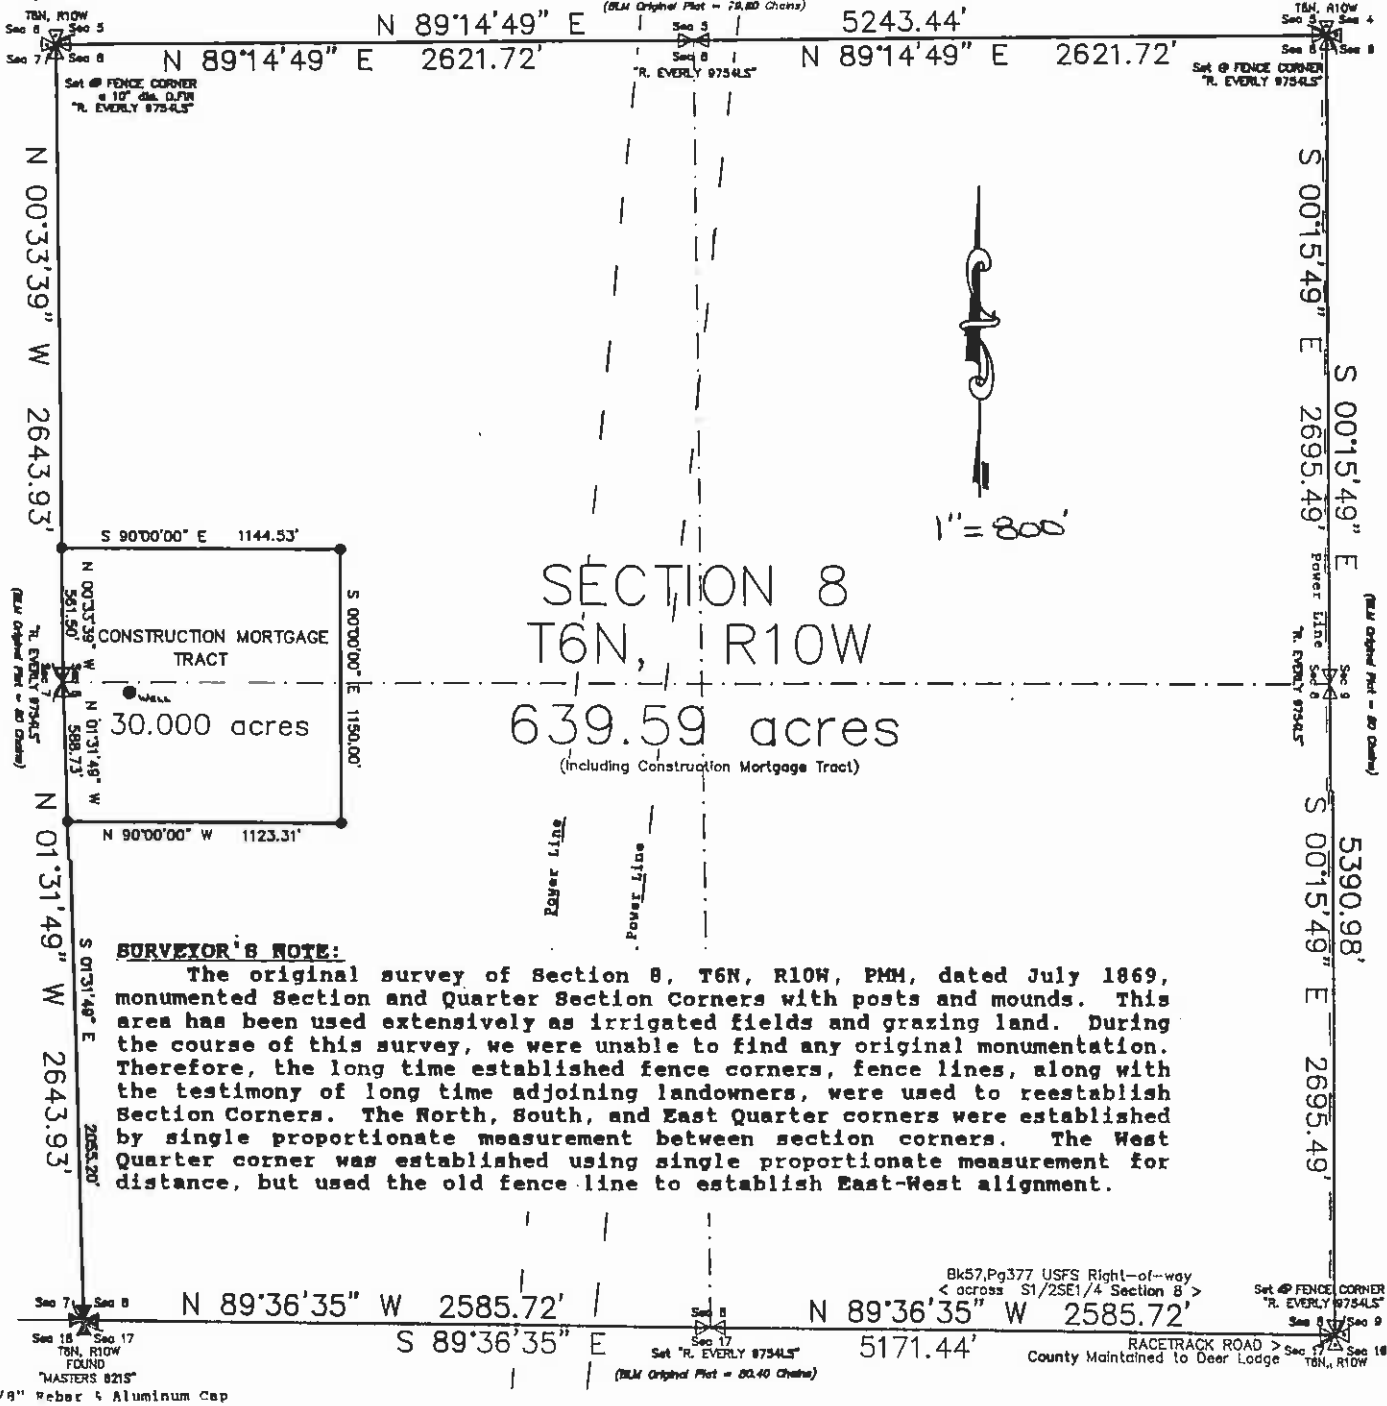 (BLM Original Plat = 79.80 Chains)
T6N, R10W
Sec 6 Sec 5
Sec 7 Sec 8
Set @ FENCE CORNER
"R. EVERLY 9754LS"
N 89°14'49" E 5243.44'
N 89°14'49" E 2621.72'
Sec 5
Sec 8
"R. EVERLY 9754LS"
N 89°14'49" E 2621.72'
T6N, R10W
Sec 5 Sec 4
Sec 8 Sec 9
Set @ FENCE CORNER
"R. EVERLY 9754LS"
N 00°33'39" W 2643.93'
S 00°15'49" E 2695.49'
S 00°15'49" E 5390.98'
1"= 800'
S 90°00'00" E 1144.53'
N 00°33'39" W
561.50'
CONSTRUCTION MORTGAGE
TRACT
WELL
30.000 acres
S 00°00'00" E 1150.00'
N 01°31'49" W
588.73'
N 90°00'00" W 1123.31'
Sec 8
Sec 7
"R. EVERLY 9754LS"
(BLM Original Plat = 80 Chains)
SECTION 8
T6N, R10W
639.59 acres
(Including Construction Mortgage Tract)
Power Line
Power Line
Power Line
Sec 9
Sec 8
"R. EVERLY 9754LS"
(BLM Original Plat = 80 Chains)
N 01°31'49" W 2643.93'
S 01°31'49" E 2055.20'
S 00°15'49" E 2695.49'
SURVEYOR'S NOTE:
The original survey of Section 8, T6N, R10W, PMM, dated July 1869,
monumented Section and Quarter Section Corners with posts and mounds. This
area has been used extensively as irrigated fields and grazing land. During
the course of this survey, we were unable to find any original monumentation.
Therefore, the long time established fence corners, fence lines, along with
the testimony of long time adjoining landowners, were used to reestablish
Section Corners. The North, South, and East Quarter corners were established
by single proportionate measurement between section corners. The West
Quarter corner was established using single proportionate measurement for
distance, but used the old fence line to establish East-West alignment.
Bk57,Pg377 USFS Right-of-way
< across S1/2SE1/4 Section 8 >
Sec 7 Sec 8
Sec 18 Sec 17
T6N, R10W
FOUND
"MASTERS 821S"
/8" Rebar & Aluminum Cap
N 89°36'35" W 2585.72'
S 89°36'35" E 5171.44'
Sec 8
Sec 17
Set "R. EVERLY 9754LS"
(BLM Original Plat = 80.40 Chains)
N 89°36'35" W 2585.72'
RACETRACK ROAD >
County Maintained to Deer Lodge
Set @ FENCE CORNER
"R. EVERLY 9754LS"
Sec 8 Sec 9
Sec 17 Sec 16
T6N, R10W